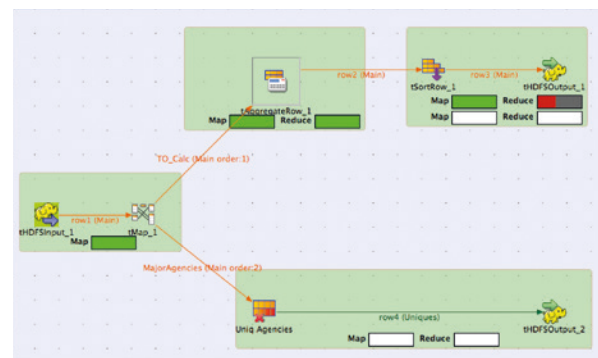 row2 (Main)
row3 (Main)
tAggregateRow_1
tSortRow_1
tHDFSOutput_1
Map
Reduce
Map
Reduce
Map
Reduce
TO_Calc (Main order:1)
row1 (Main)
tHDFSInput_1
tMap_1
Map
MajorAgencies (Main order:2)
row4 (Uniques)
Uniq Agencies
tHDFSOutput_2
Map
Reduce